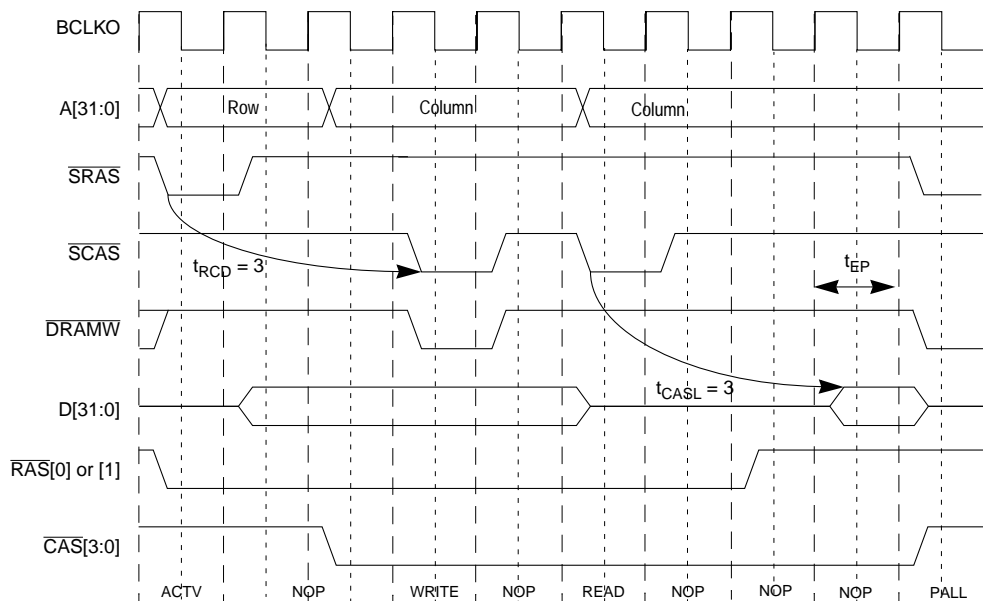 BCLKO
A[31:0]
Row
Column
Column
SRAS
SCAS
tRCD = 3
tEP
DRAMW
tCASL = 3
D[31:0]
RAS[0] or [1]
CAS[3:0]
ACTV NOP WRITE NOP READ NOP NOP NOP PALL